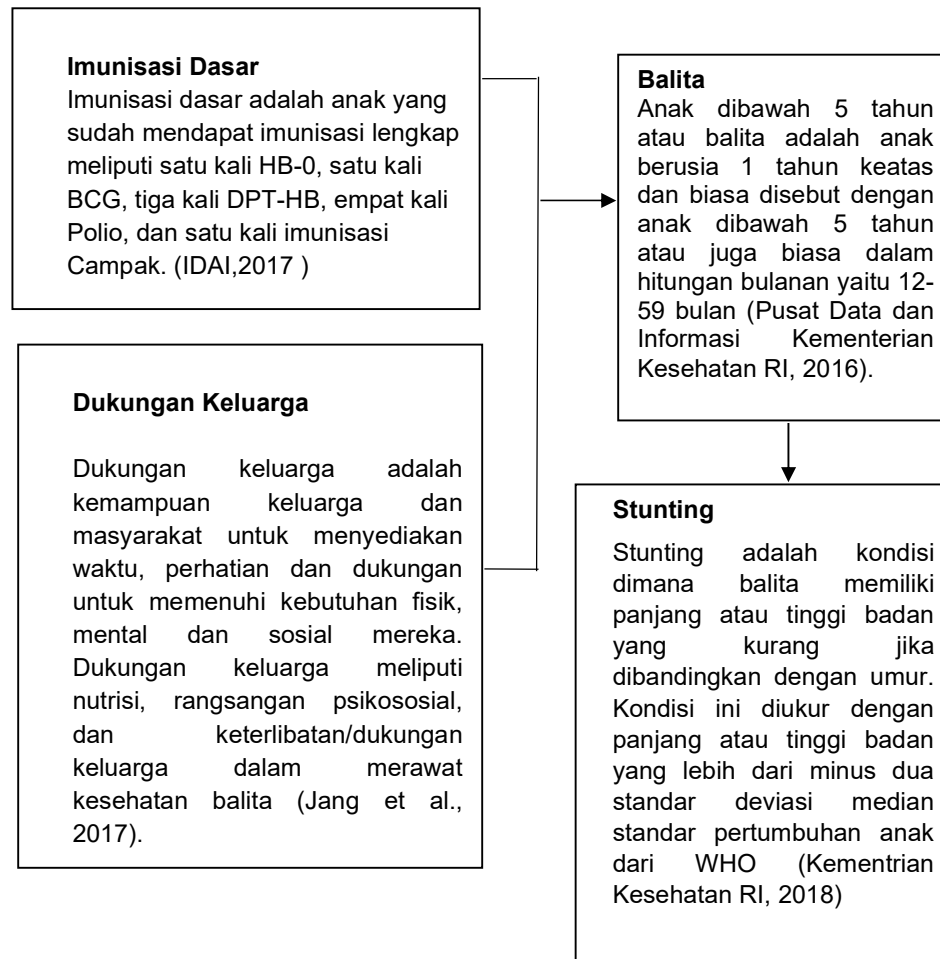 Imunisasi Dasar
Imunisasi dasar adalah anak yang
sudah mendapat imunisasi lengkap
meliputi satu kali HB-0, satu kali
BCG, tiga kali DPT-HB, empat kali
Polio, dan satu kali imunisasi
Campak. (IDAI,2017 )
Dukungan Keluarga
Dukungan keluarga adalah
kemampuan keluarga dan
masyarakat untuk menyediakan
waktu, perhatian dan dukungan
untuk memenuhi kebutuhan fisik,
mental dan sosial mereka.
Dukungan keluarga meliputi
nutrisi, rangsangan psikososial,
dan keterlibatan/dukungan
keluarga dalam merawat
kesehatan balita (Jang et al.,
2017).
Balita
Anak dibawah 5 tahun
atau balita adalah anak
berusia 1 tahun keatas
dan biasa disebut dengan
anak dibawah 5 tahun
atau juga biasa dalam
hitungan bulanan yaitu 12-
59 bulan (Pusat Data dan
Informasi Kementerian
Kesehatan RI, 2016).
Stunting
Stunting adalah kondisi
dimana balita memiliki
panjang atau tinggi badan
yang kurang jika
dibandingkan dengan umur.
Kondisi ini diukur dengan
panjang atau tinggi badan
yang lebih dari minus dua
standar deviasi median
standar pertumbuhan anak
dari WHO (Kementrian
Kesehatan RI, 2018)